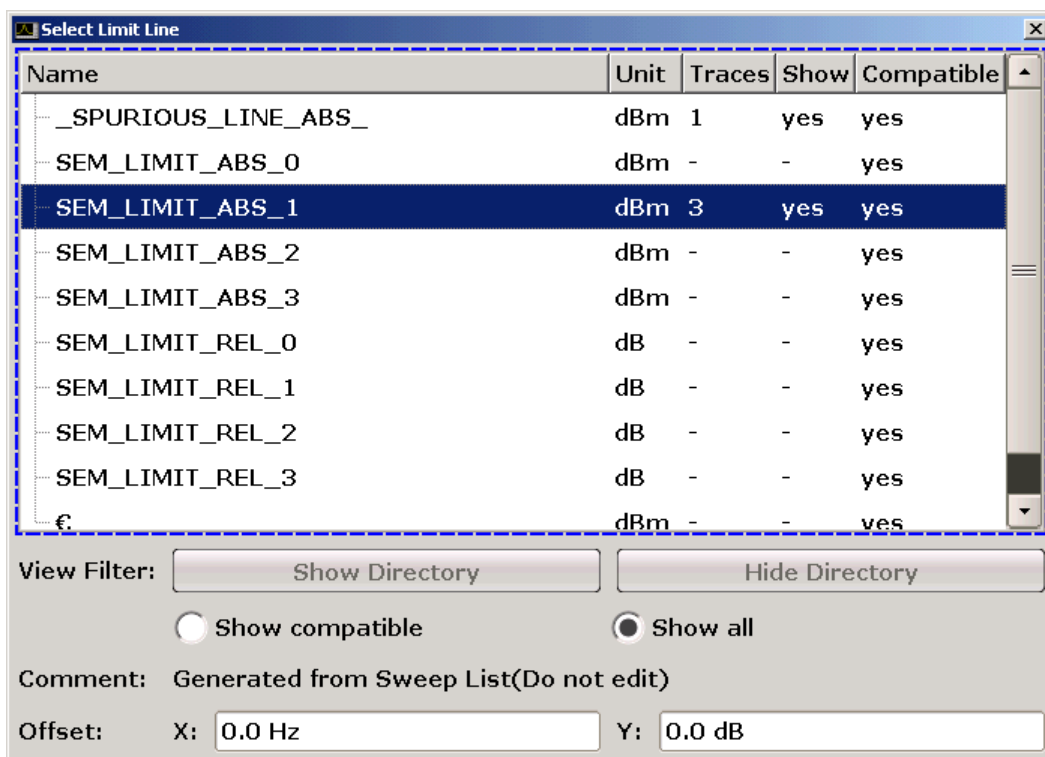 Select Limit Line
Name Unit Traces Show Compatible
_SPURIOUS_LINE_ABS_ dBm 1 yes yes
SEM_LIMIT_ABS_0 dBm - - yes
SEM_LIMIT_ABS_1 dBm 3 yes yes
SEM_LIMIT_ABS_2 dBm - - yes
SEM_LIMIT_ABS_3 dBm - - yes
SEM_LIMIT_REL_0 dB - - yes
SEM_LIMIT_REL_1 dB - - yes
SEM_LIMIT_REL_2 dB - - yes
SEM_LIMIT_REL_3 dB - - yes
€ dBm - - yes
View Filter: Show Directory Hide Directory
Show compatible Show all
Comment: Generated from Sweep List(Do not edit)
Offset: X: 0.0 Hz Y: 0.0 dB